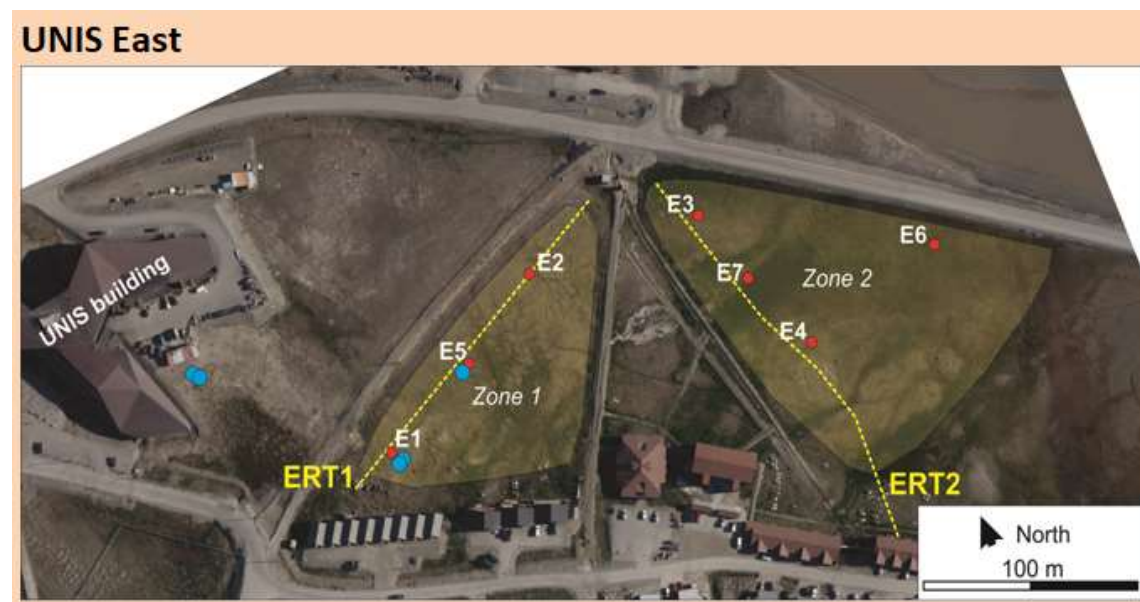 UNIS East
E3
E6
E2
E7
Zone 2
UNIS building
E4
E5
Zone 1
E1
ERT1
ERT2
North
100 m